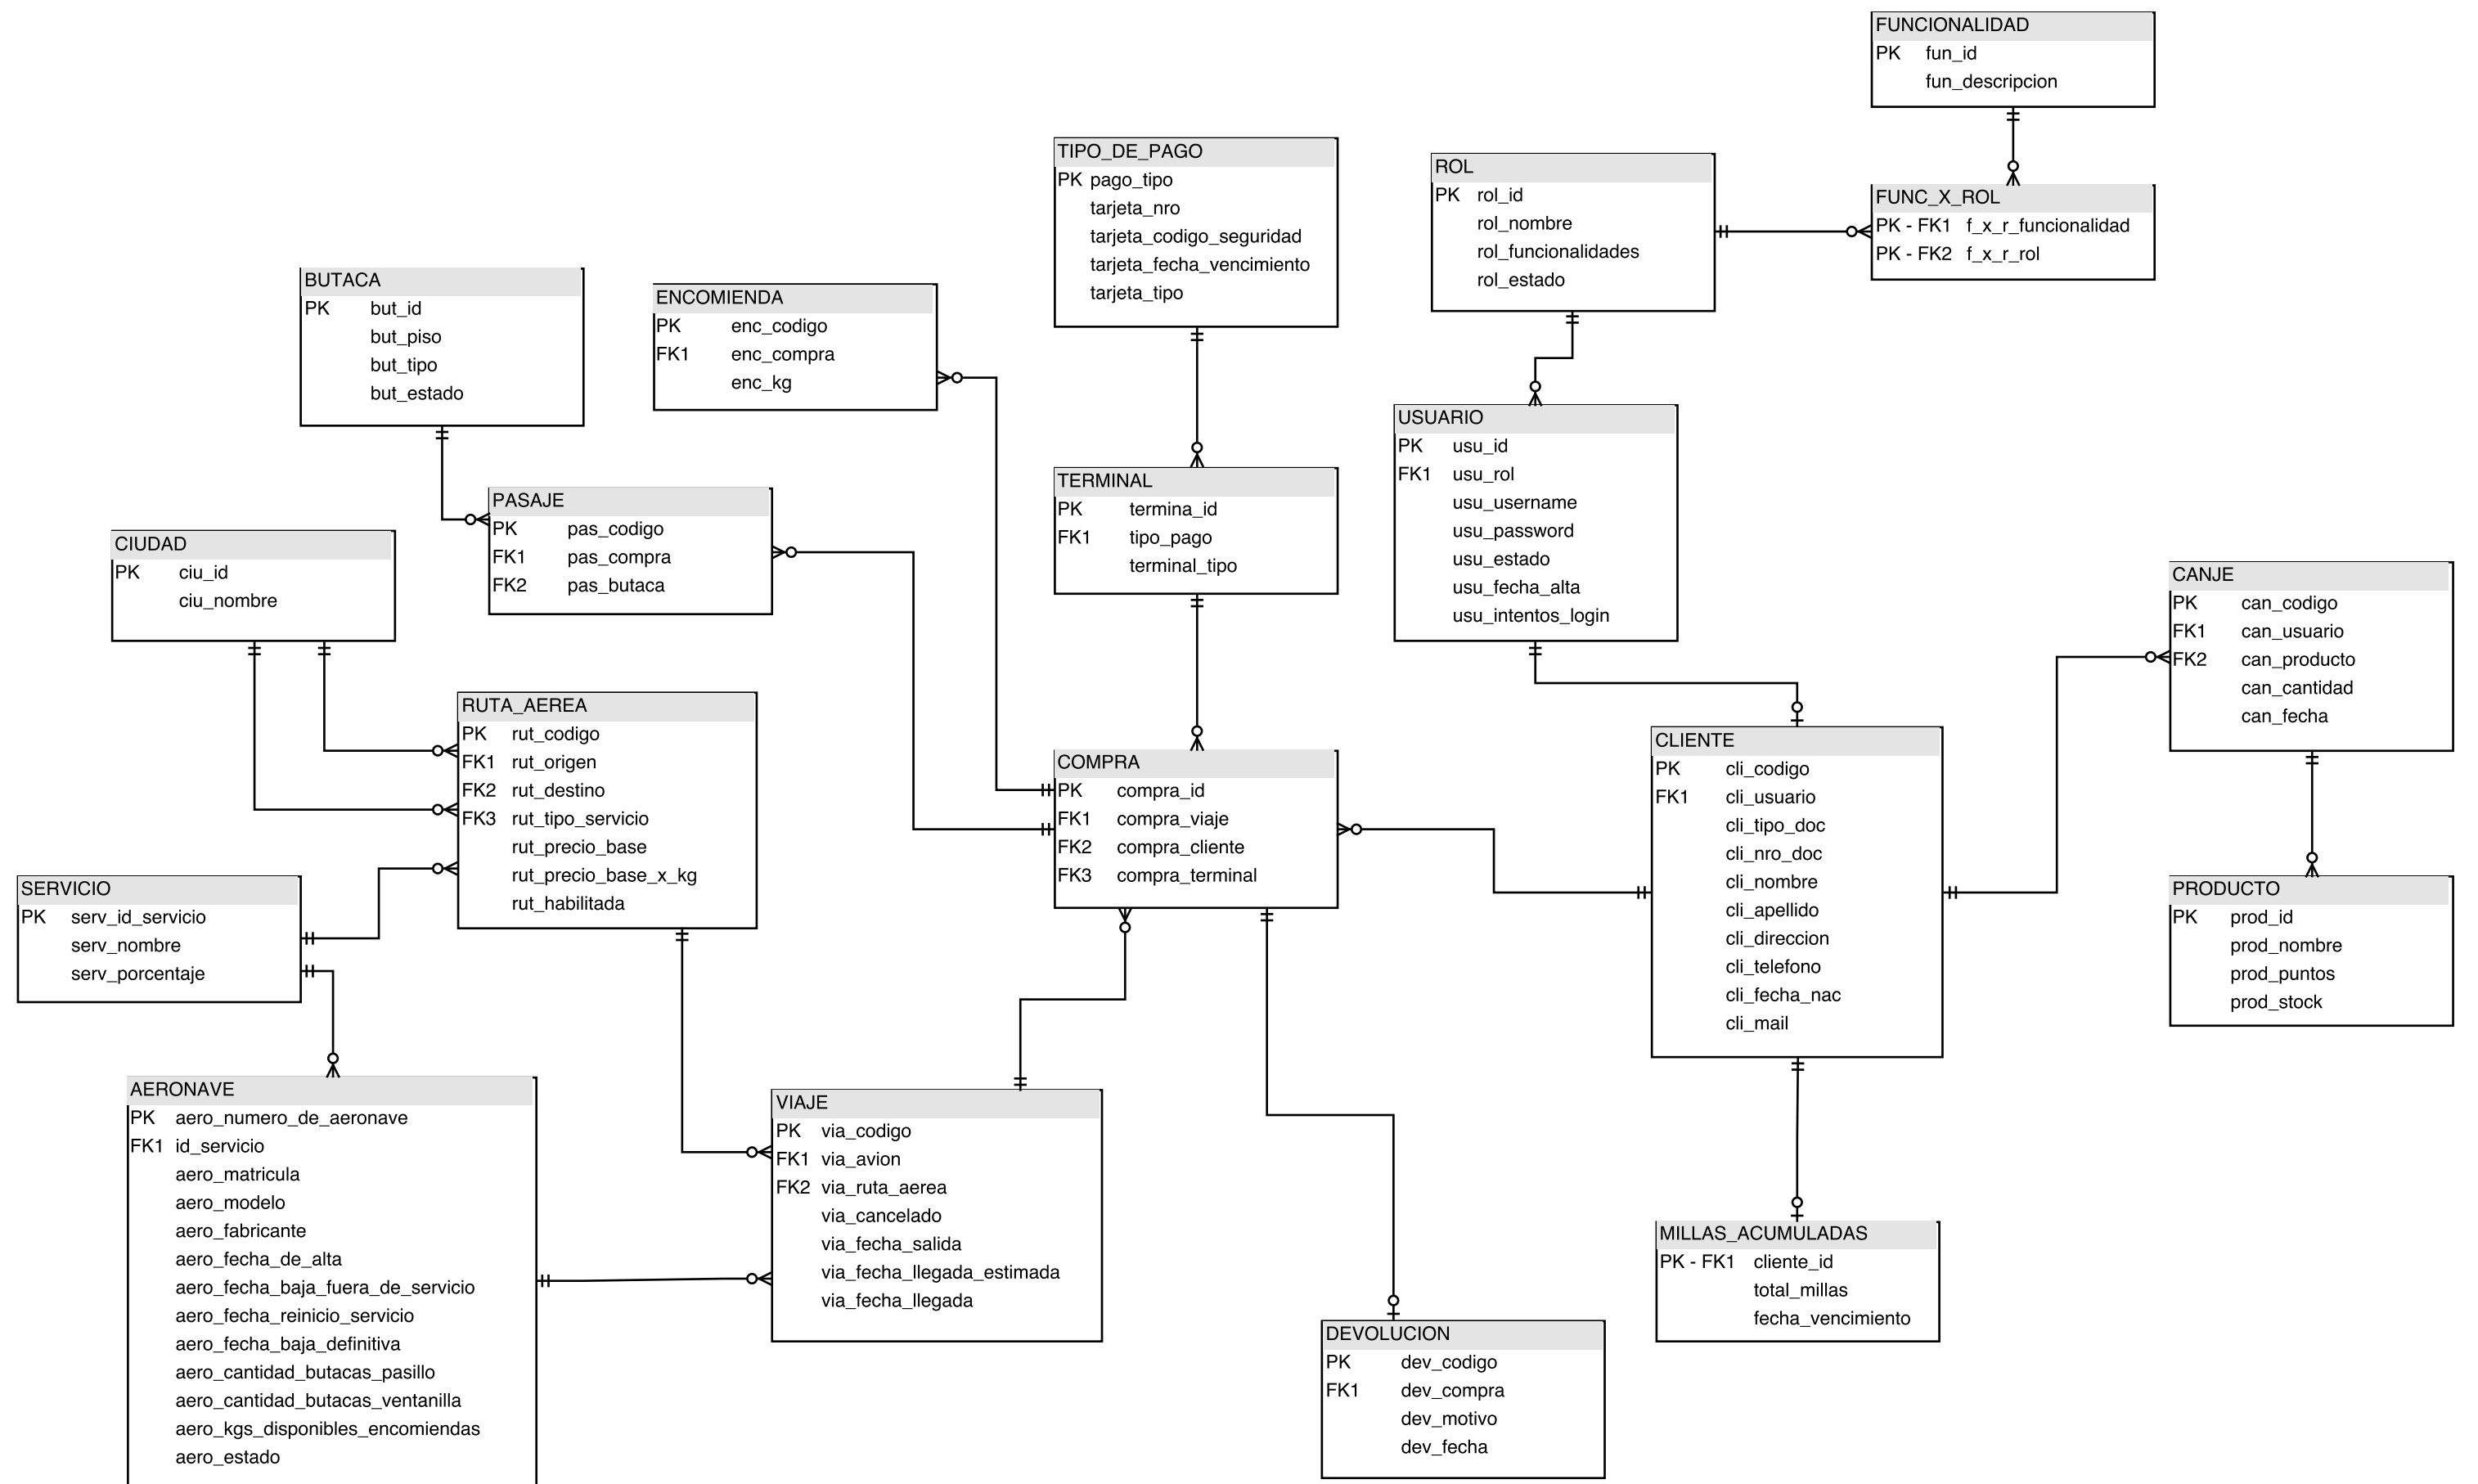 FUNCIONALIDAD
PK fun_id
fun_descripcion
TIPO_DE_PAGO
PK pago_tipo
tarjeta_nro
tarjeta_codigo_seguridad
tarjeta_fecha_vencimiento
tarjeta_tipo
ROL
PK rol_id
rol_nombre
rol_funcionalidades
rol_estado
FUNC_X_ROL
PK - FK1 f_x_r_funcionalidad
PK - FK2 f_x_r_rol
BUTACA
PK but_id
but_piso
but_tipo
but_estado
ENCOMIENDA
PK enc_codigo
FK1 enc_compra
enc_kg
USUARIO
PK usu_id
FK1 usu_rol
usu_username
usu_password
usu_estado
usu_fecha_alta
usu_intentos_login
TERMINAL
PK termina_id
FK1 tipo_pago
terminal_tipo
PASAJE
PK pas_codigo
FK1 pas_compra
FK2 pas_butaca
CIUDAD
PK ciu_id
ciu_nombre
CANJE
PK can_codigo
FK1 can_usuario
FK2 can_producto
can_cantidad
can_fecha
RUTA_AEREA
PK rut_codigo
FK1 rut_origen
FK2 rut_destino
FK3 rut_tipo_servicio
rut_precio_base
rut_precio_base_x_kg
rut_habilitada
CLIENTE
PK cli_codigo
FK1 cli_usuario
cli_tipo_doc
cli_nro_doc
cli_nombre
cli_apellido
cli_direccion
cli_telefono
cli_fecha_nac
cli_mail
COMPRA
PK compra_id
FK1 compra_viaje
FK2 compra_cliente
FK3 compra_terminal
SERVICIO
PK serv_id_servicio
serv_nombre
serv_porcentaje
PRODUCTO
PK prod_id
prod_nombre
prod_puntos
prod_stock
AERONAVE
PK aero_numero_de_aeronave
FK1 id_servicio
aero_matricula
aero_modelo
aero_fabricante
aero_fecha_de_alta
aero_fecha_baja_fuera_de_servicio
aero_fecha_reinicio_servicio
aero_fecha_baja_definitiva
aero_cantidad_butacas_pasillo
aero_cantidad_butacas_ventanilla
aero_kgs_disponibles_encomiendas
aero_estado
VIAJE
PK via_codigo
FK1 via_avion
FK2 via_ruta_aerea
via_cancelado
via_fecha_salida
via_fecha_llegada_estimada
via_fecha_llegada
MILLAS_ACUMULADAS
PK - FK1 cliente_id
total_millas
fecha_vencimiento
DEVOLUCION
PK dev_codigo
FK1 dev_compra
dev_motivo
dev_fecha